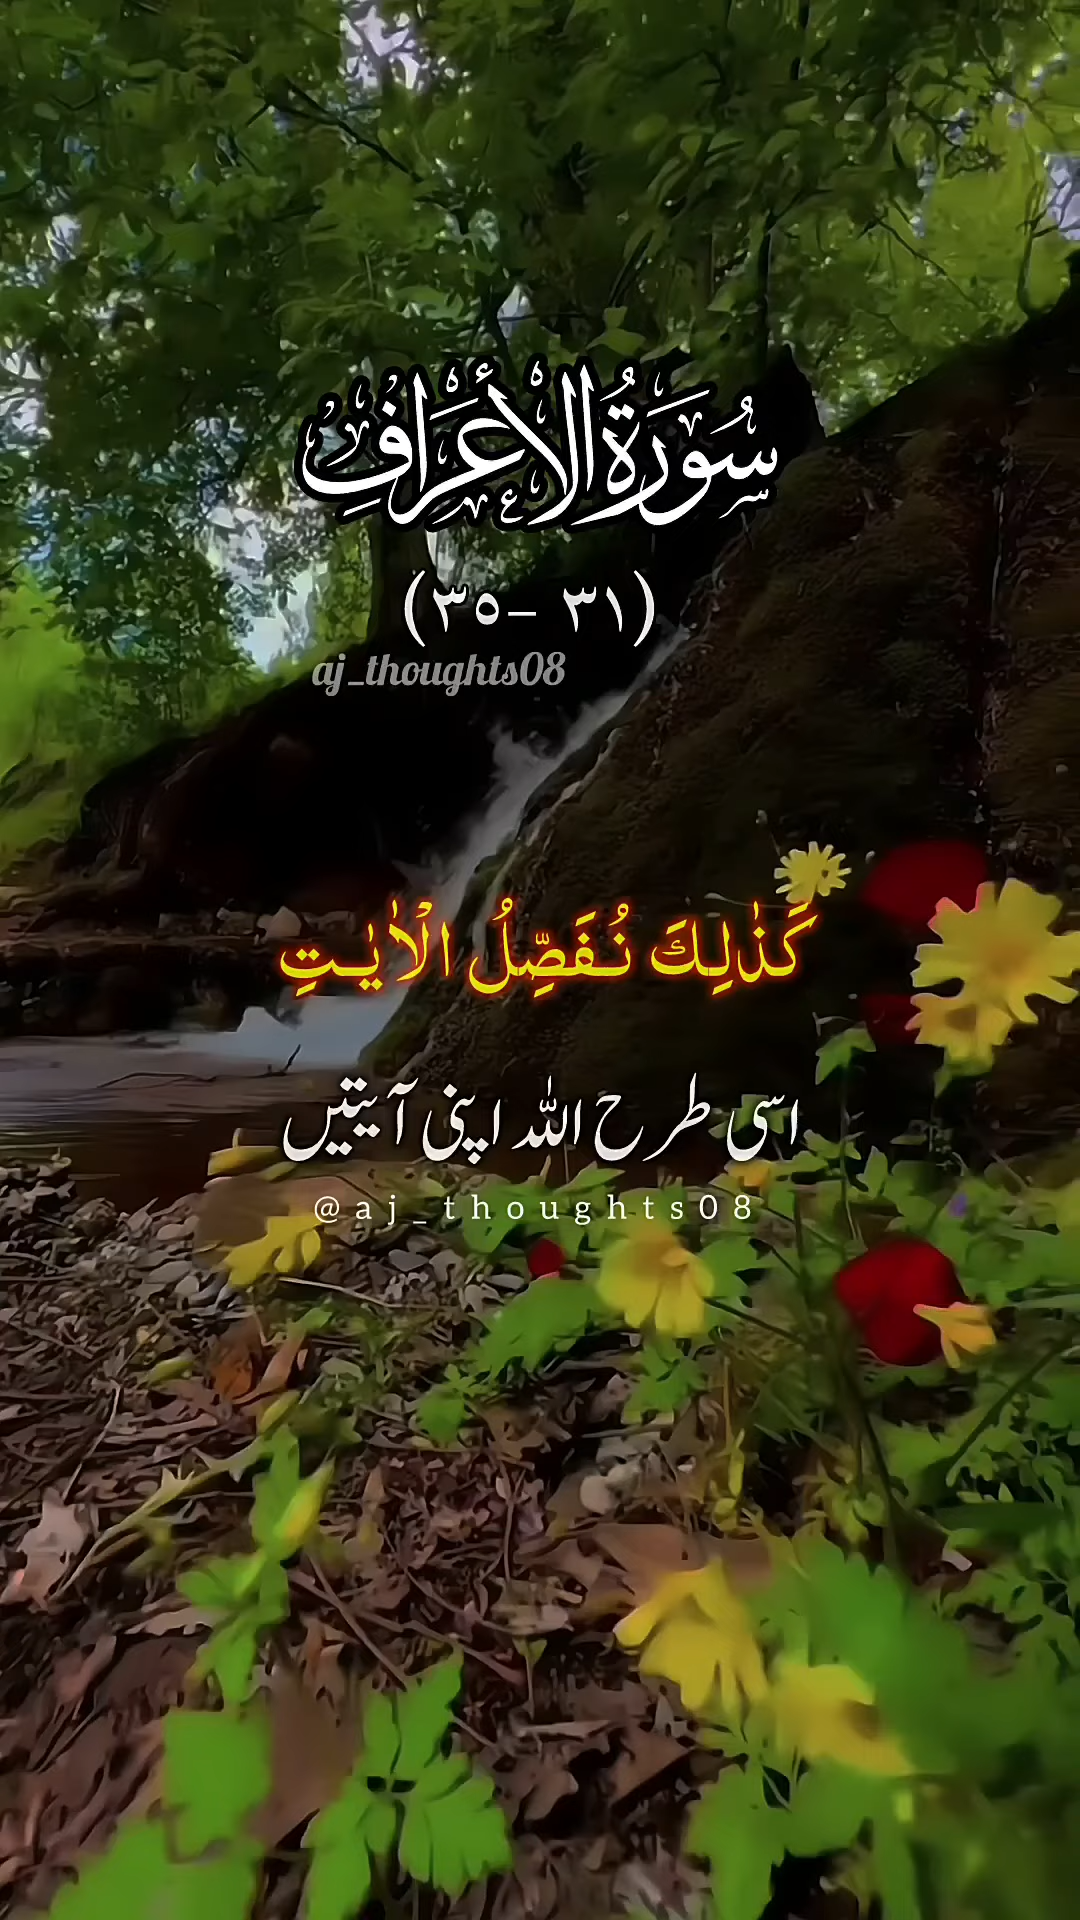 سُورَةُ الأَعْرَافِ
(٣١ - ٣٥)
aj_thoughts08
كَذٰلِكَ نُفَصِّلُ الْاٰيٰتِ
اسی طرح اللہ اپنی آیتیں
@aj_thoughts08